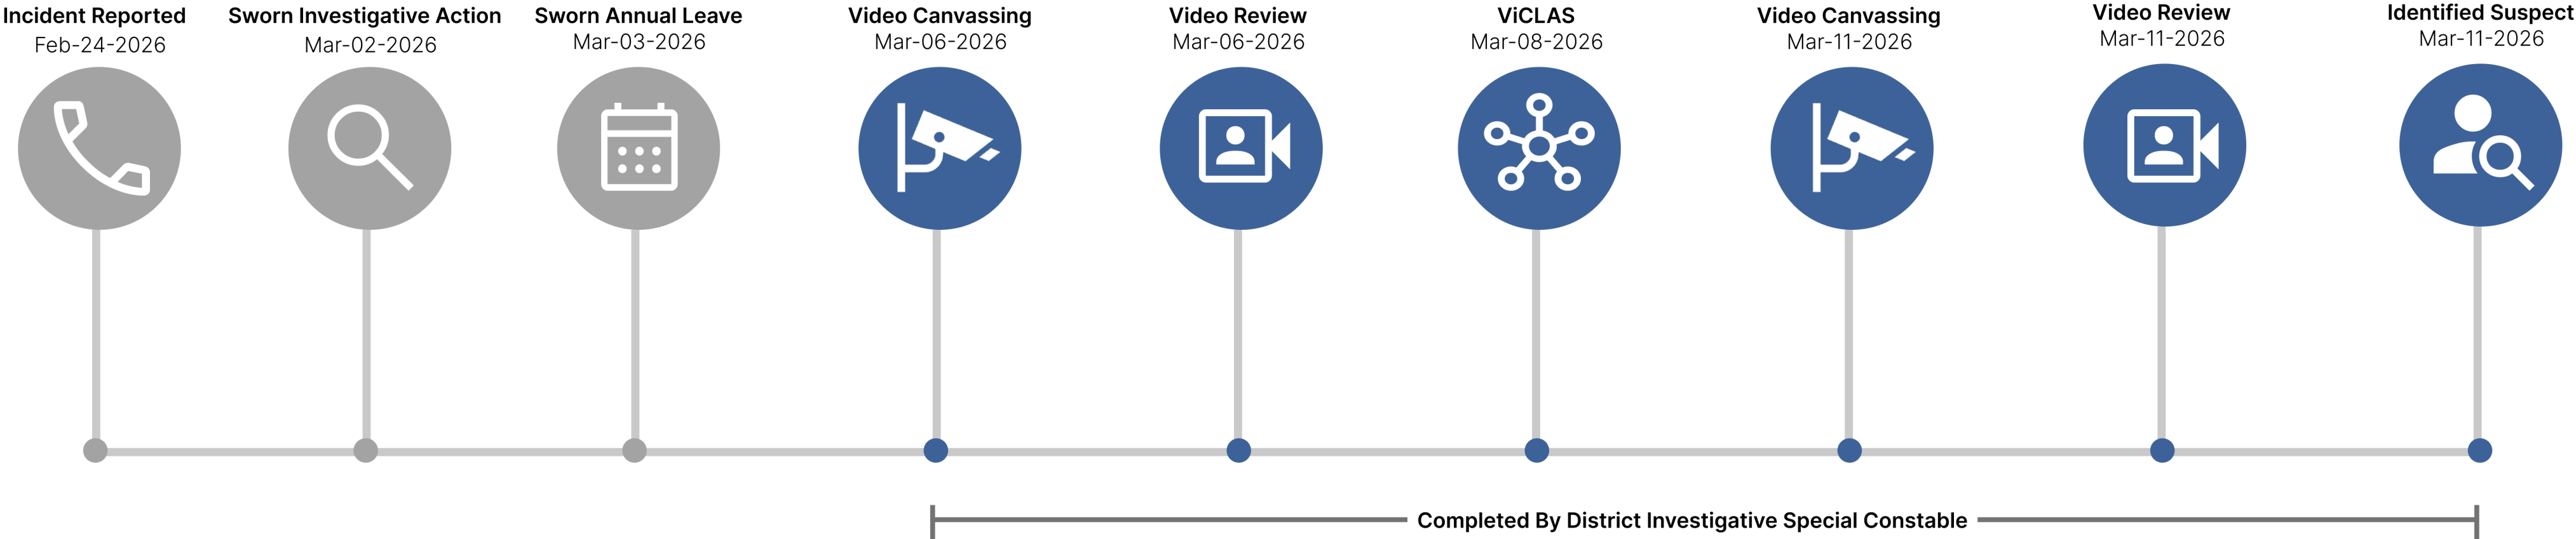 Incident Reported
Feb-24-2026
Sworn Investigative Action
Mar-02-2026
Sworn Annual Leave
Mar-03-2026
Video Canvassing
Mar-06-2026
Video Review
Mar-06-2026
ViCLAS
Mar-08-2026
Video Canvassing
Mar-11-2026
Video Review
Mar-11-2026
Identified Suspect
Mar-11-2026
Completed By District Investigative Special Constable